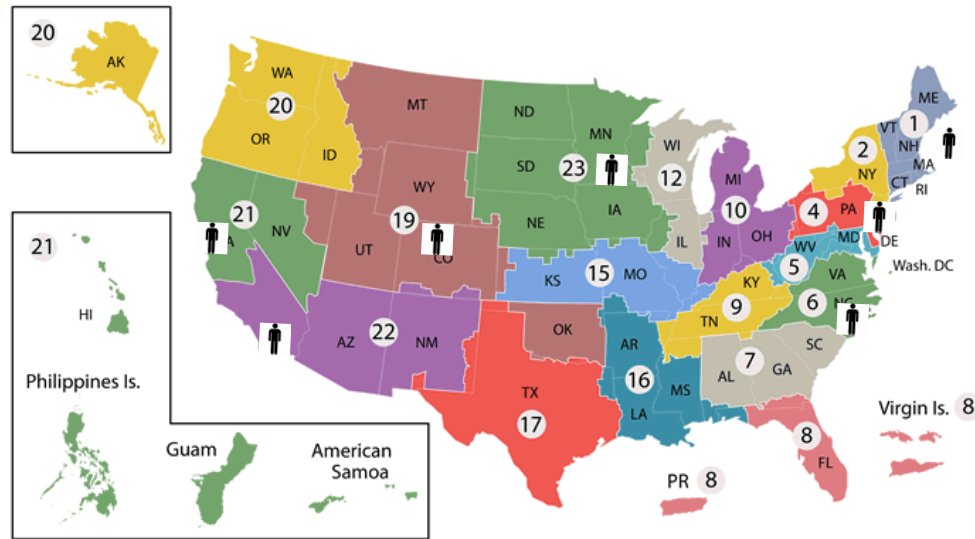 20
AK
WA
20
OR
ID
MT
ND
MN
WY
SD
23
WI
12
ME
1
VT
NH
2
NY
MA
CT
RI
MI
10
4
PA
21
NV
19
UT
CO
NE
IA
IL
IN
OH
WV
MD
DE
5
Wash. DC
KS
15
MO
KY
VA
6
NC
9
TN
AZ
22
NM
OK
AR
16
MS
LA
7
AL
GA
SC
TX
17
8
FL
PR 8
Virgin Is. 8
21
HI
Philippines Is.
Guam
American
Samoa